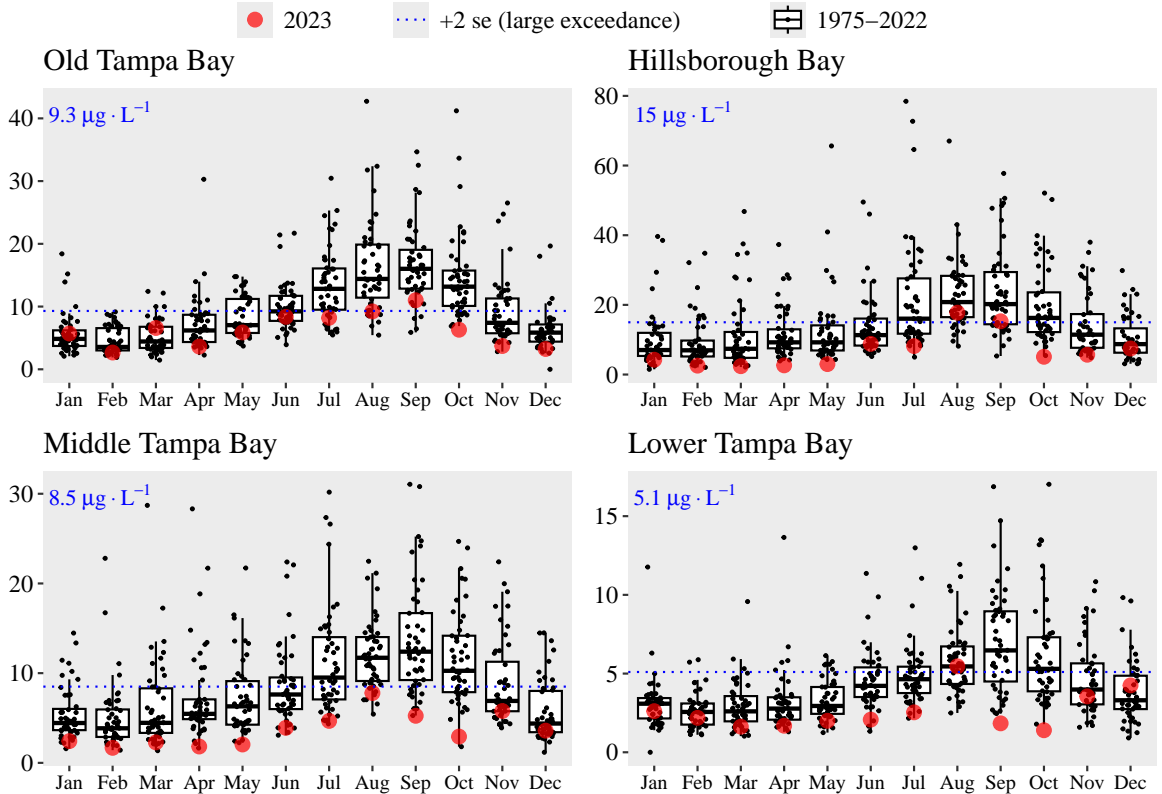 2023 +2 se (large exceedance) 1975−2022
Old Tampa Bay
9.3 μg · L⁻¹
40
30
20
10
0
Jan Feb Mar Apr May Jun Jul Aug Sep Oct Nov Dec
Hillsborough Bay
15 μg · L⁻¹
80
60
40
20
0
Jan Feb Mar Apr May Jun Jul Aug Sep Oct Nov Dec
Middle Tampa Bay
8.5 μg · L⁻¹
30
20
10
0
Jan Feb Mar Apr May Jun Jul Aug Sep Oct Nov Dec
Lower Tampa Bay
5.1 μg · L⁻¹
15
10
5
0
Jan Feb Mar Apr May Jun Jul Aug Sep Oct Nov Dec